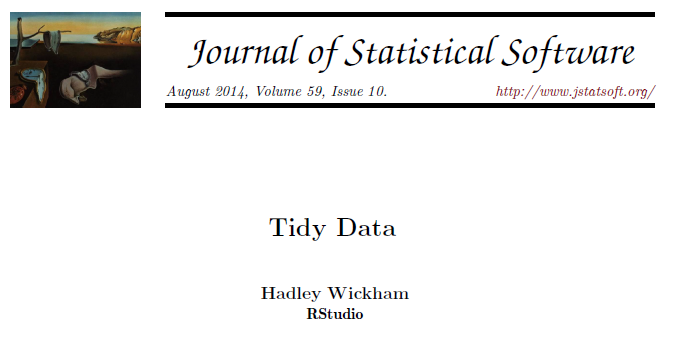 Journal of Statistical Software
August 2014, Volume 59, Issue 10.
http://www.jstatsoft.org/
Tidy Data
Hadley Wickham
RStudio